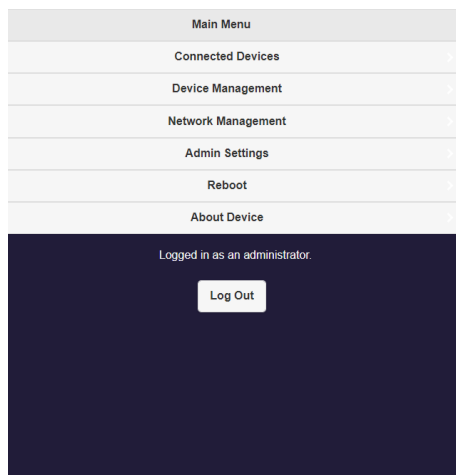 Main Menu
Connected Devices
Device Management
Network Management
Admin Settings
Reboot
About Device
Logged in as an administrator.
Log Out